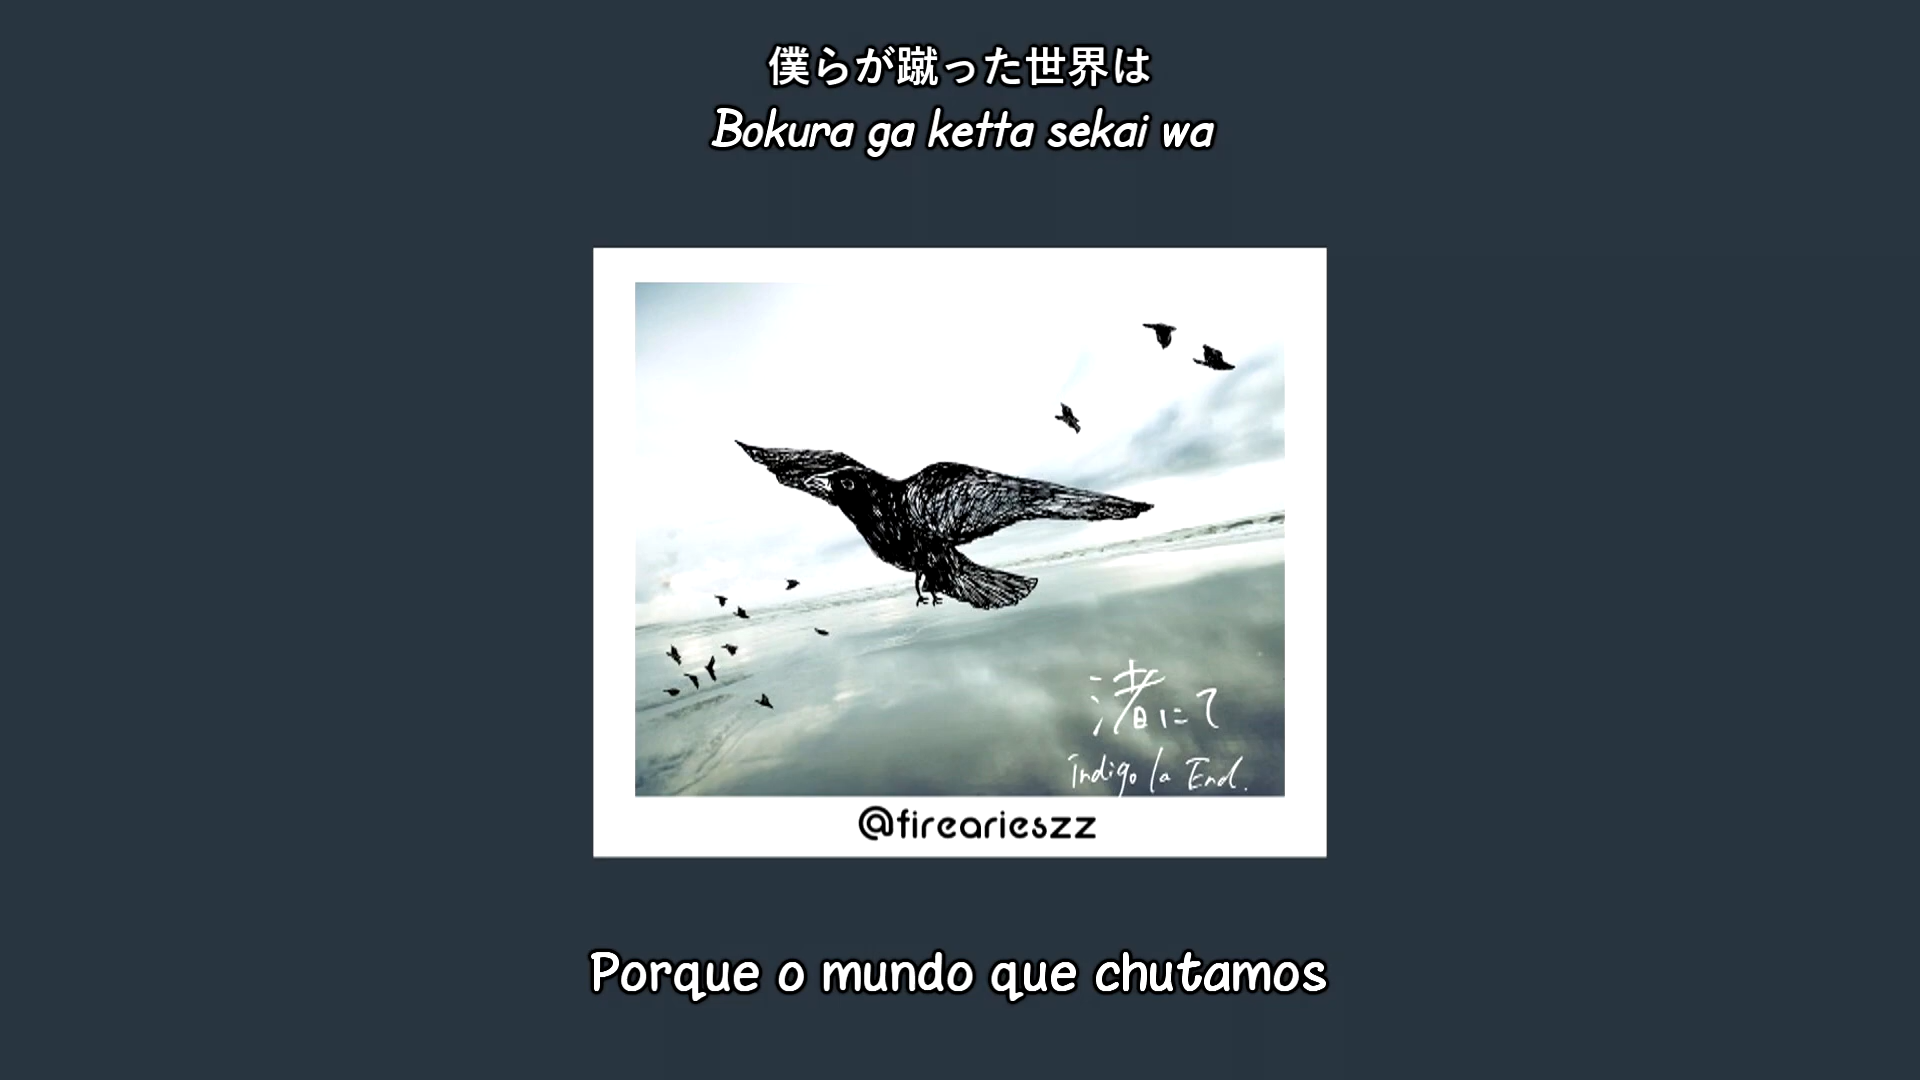 僕らが蹴った世界は
Bokura ga ketta sekai wa
渚にて
indigo la End.
@firearieszz
Porque o mundo que chutamos